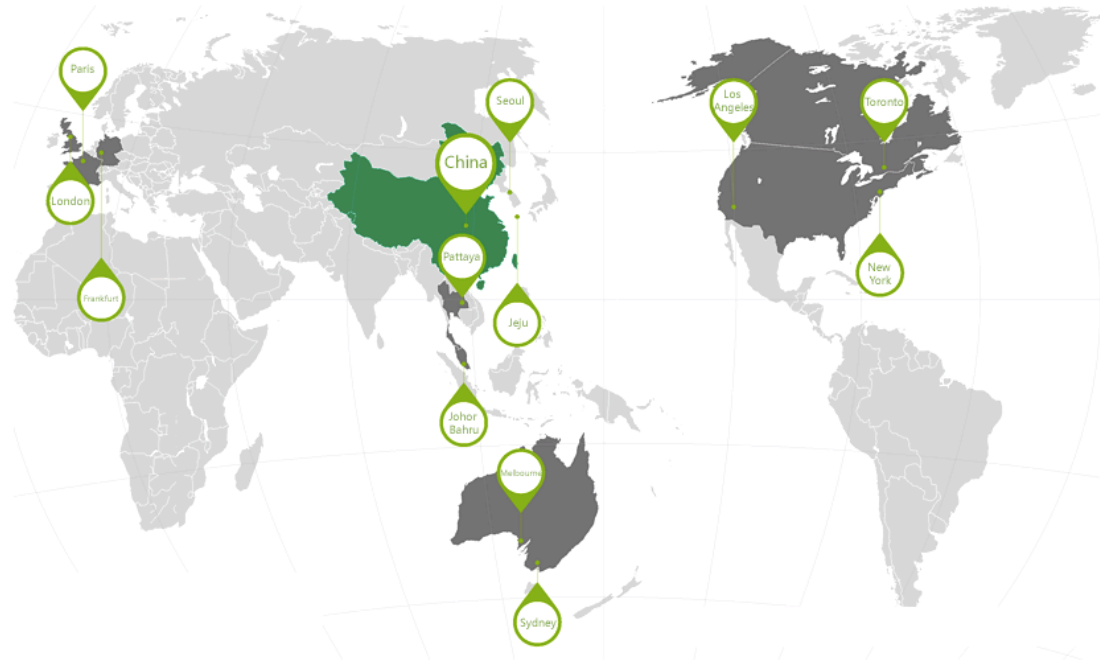 Paris
Seoul
Los
Angeles
Toronto
China
London
Pattaya
New
York
Frankfurt
Jeju
Johor
Bahru
Melbourne
Sydney